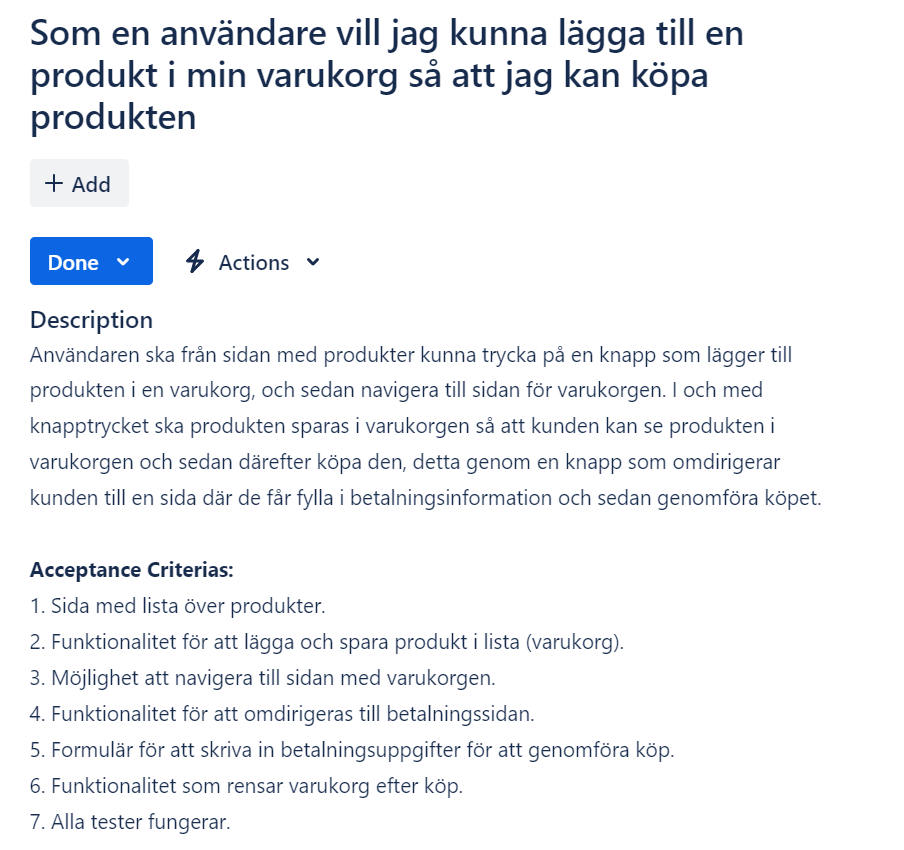 Som en användare vill jag kunna lägga till en
produkt i min varukorg så att jag kan köpa
produkten
+ Add
Done
Actions
Description
Användaren ska från sidan med produkter kunna trycka på en knapp som lägger till
produkten i en varukorg, och sedan navigera till sidan för varukorgen. I och med
knapptrycket ska produkten sparas i varukorgen så att kunden kan se produkten i
varukorgen och sedan därefter köpa den, detta genom en knapp som omdirigerar
kunden till en sida där de får fylla i betalningsinformation och sedan genomföra köpet.
Acceptance Criterias:
1. Sida med lista över produkter.
2. Funktionalitet för att lägga och spara produkt i lista (varukorg).
3. Möjlighet att navigera till sidan med varukorgen.
4. Funktionalitet för att omdirigeras till betalningssidan.
5. Formulär för att skriva in betalningsuppgifter för att genomföra köp.
6. Funktionalitet som rensar varukorg efter köp.
7. Alla tester fungerar.